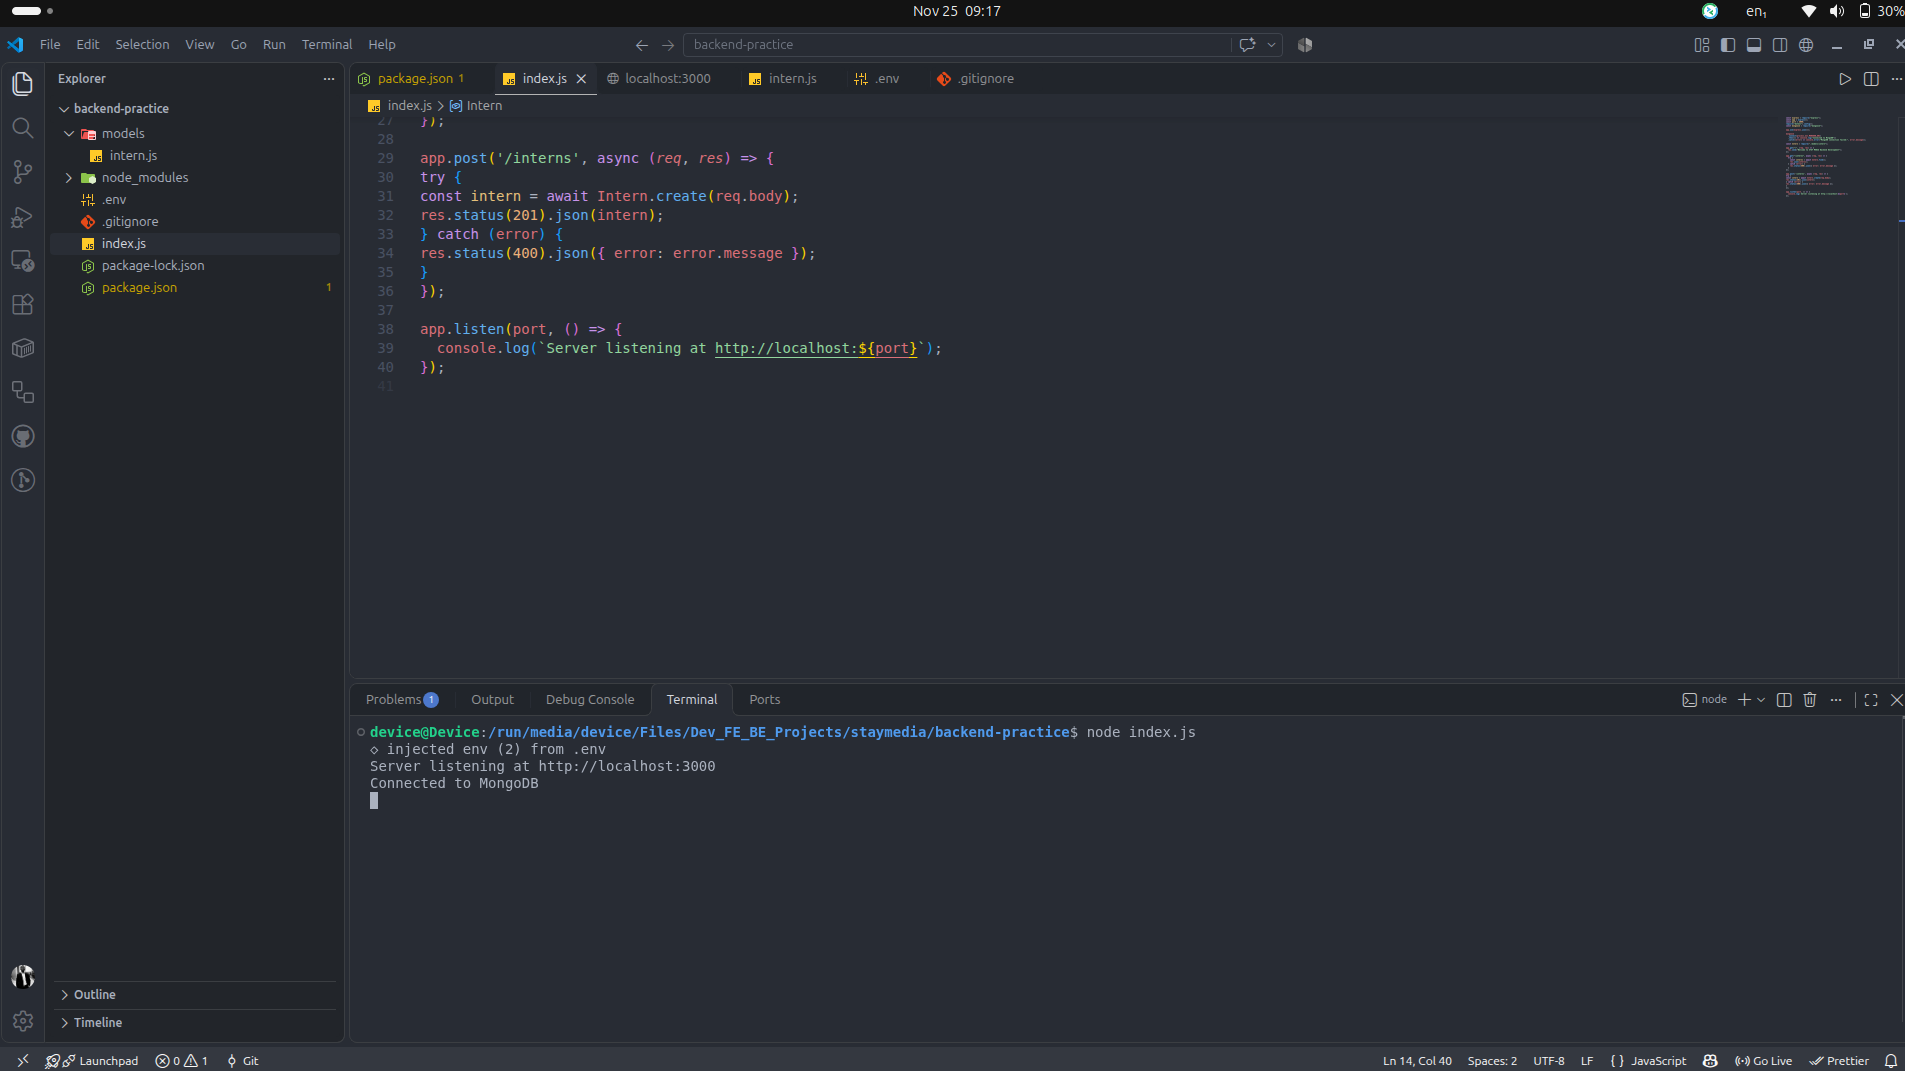 Nov 25 09:17
en₁
30%
File Edit Selection View Go Run Terminal Help
backend-practice
Explorer
backend-practice
models
intern.js
node_modules
.env
.gitignore
index.js
package-lock.json
package.json 1
Outline
Timeline
package.json 1
index.js
localhost:3000
intern.js
.env
.gitignore
index.js > Intern
27 });
28
29 app.post('/interns', async (req, res) => {
30 try {
31 const intern = await Intern.create(req.body);
32 res.status(201).json(intern);
33 } catch (error) {
34 res.status(400).json({ error: error.message });
35 }
36 });
37
38 app.listen(port, () => {
39 console.log(`Server listening at http://localhost:${port}`);
40 });
41
Problems 1 Output Debug Console Terminal Ports
node
device@Device:/run/media/device/Files/Dev_FE_BE_Projects/staymedia/backend-practice$ node index.js
◇ injected env (2) from .env
Server listening at http://localhost:3000
Connected to MongoDB
Launchpad 0 1 Git
Ln 14, Col 40 Spaces: 2 UTF-8 LF { } JavaScript Go Live Prettier